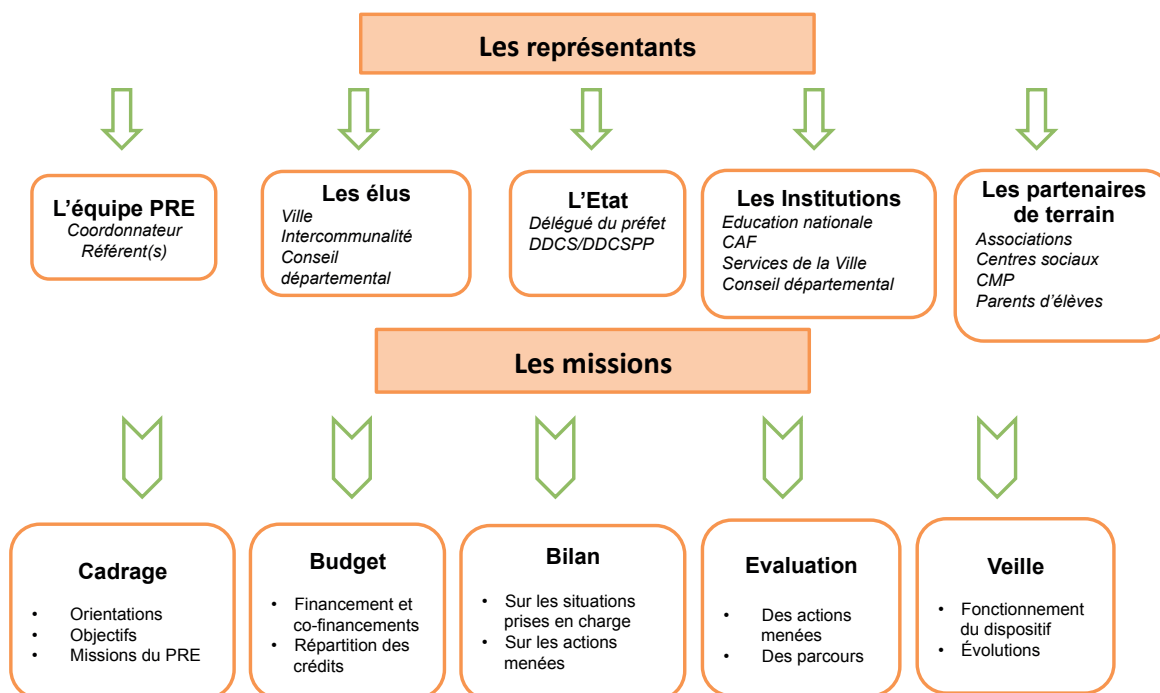 Les représentants
L'équipe PRE
Coordonnateur
Référent(s)
Les élus
Ville
Intercommunalité
Conseil
départemental
L'Etat
Délégué du préfet
DDCS/DDCSPP
Les Institutions
Education nationale
CAF
Services de la Ville
Conseil départemental
Les partenaires
de terrain
Associations
Centres sociaux
CMP
Parents d'élèves
Les missions
Cadrage
• Orientations
• Objectifs
• Missions du PRE
Budget
• Financement et
co-financements
• Répartition des
crédits
Bilan
• Sur les situations
prises en charge
• Sur les actions
menées
Evaluation
• Des actions
menées
• Des parcours
Veille
• Fonctionnement
du dispositif
• Évolutions